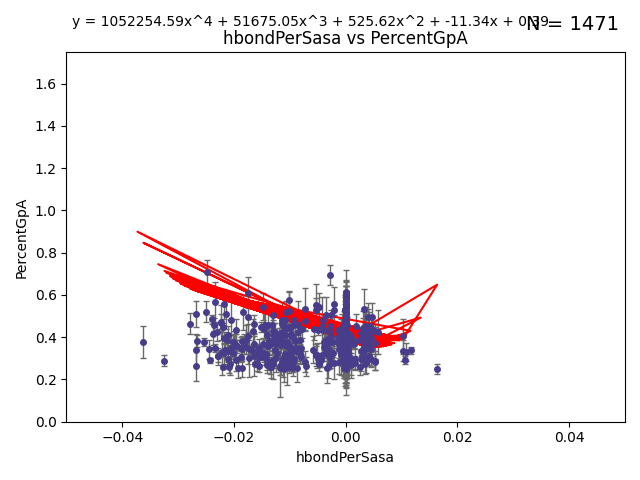 y = 1052254.59x^4 + 51675.05x^3 + 525.62x^2 + -11.34x + 0.39
N = 1471
hbondPerSasa vs PercentGpA
1.6
1.4
1.2
1.0
0.8
0.6
0.4
0.2
0.0
PercentGpA
−0.04 −0.02 0.00 0.02 0.04
hbondPerSasa